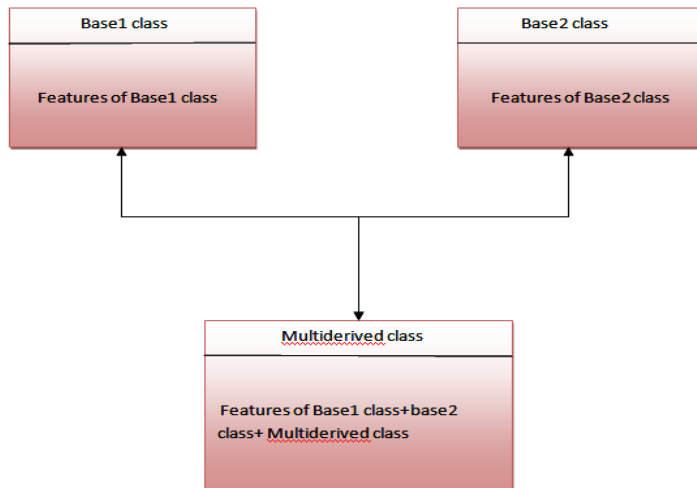 Base1 class
Base2 class
Features of Base1 class
Features of Base2 class
Multiderived class
Features of Base1 class+base2
class+ Multiderived class